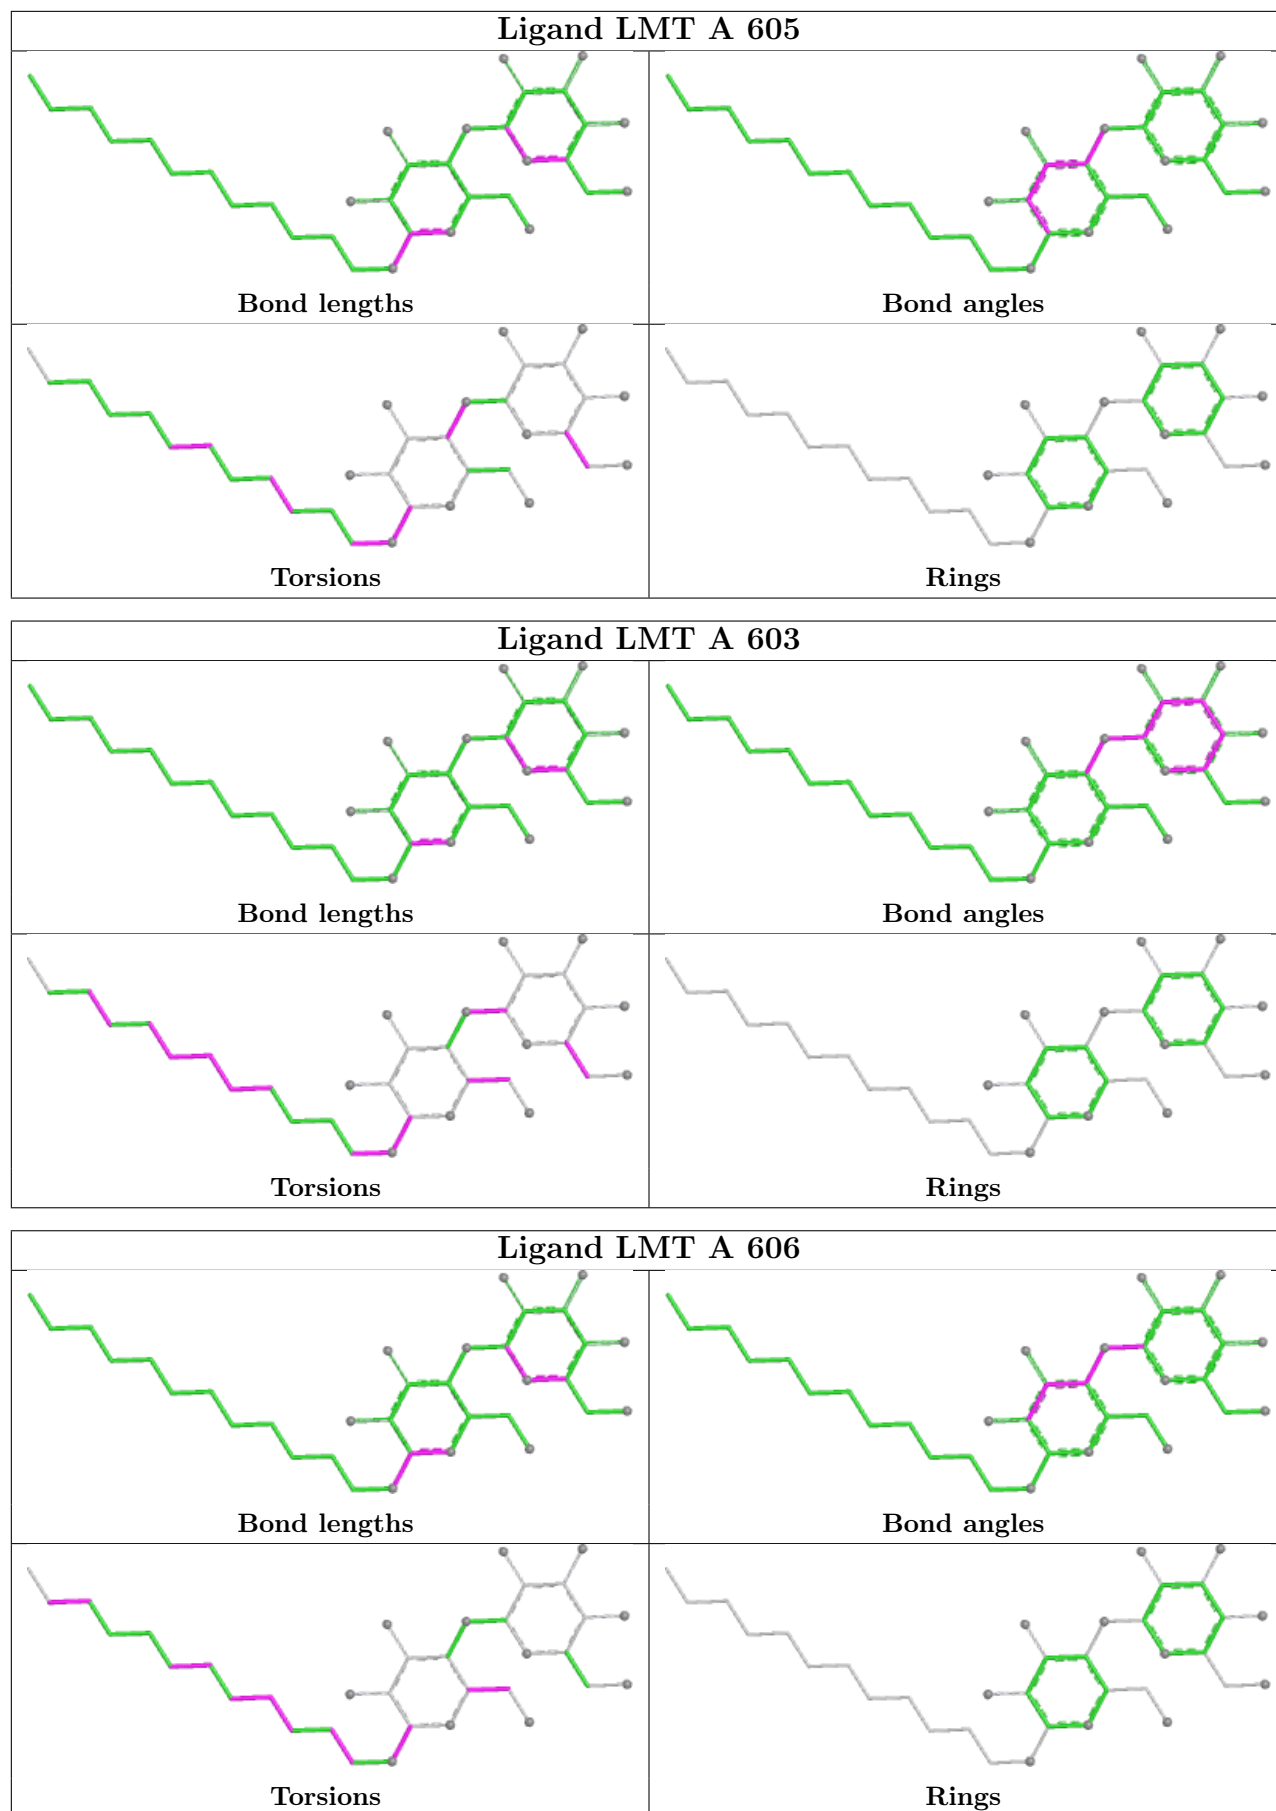 Ligand LMT A 605
Bond lengths
Bond angles
Torsions
Rings
Ligand LMT A 603
Bond lengths
Bond angles
Torsions
Rings
Ligand LMT A 606
Bond lengths
Bond angles
Torsions
Rings